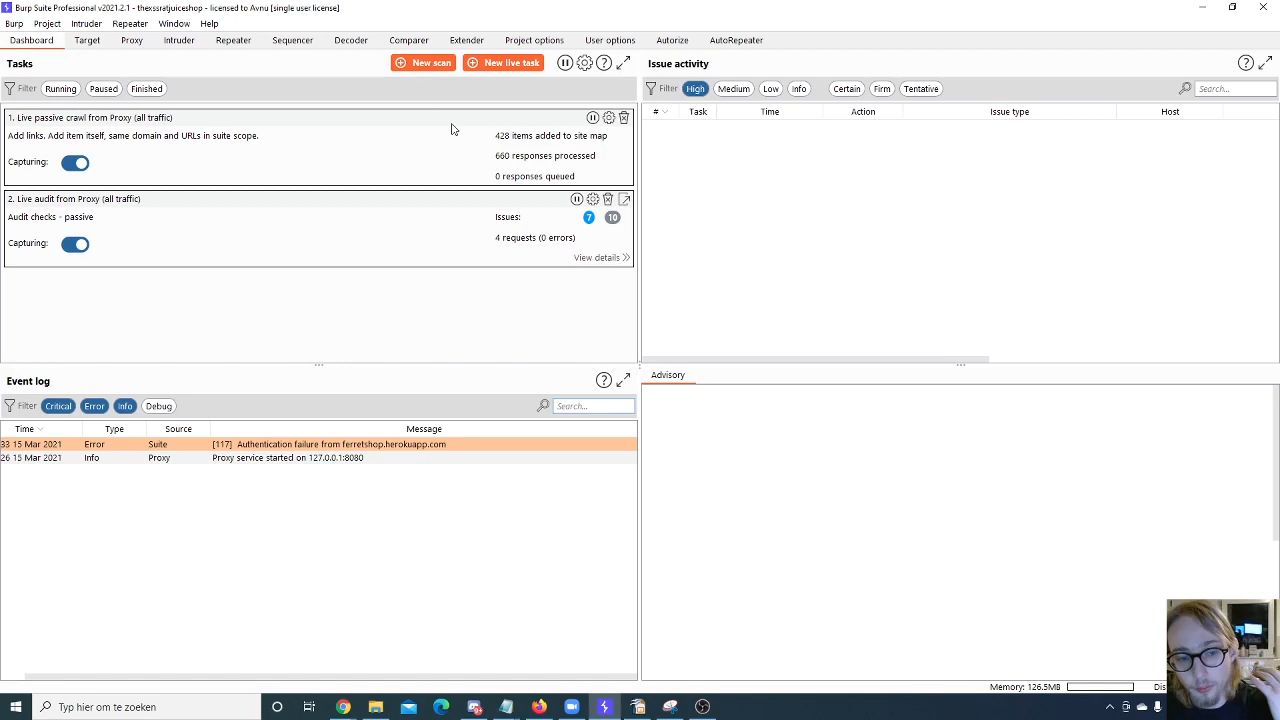 Burp Suite Professional v2021.2.1 - thexssratjuiceshop - licensed to Avnu [single user license]
Burp Project Intruder Repeater Window Help
Dashboard Target Proxy Intruder Repeater Sequencer Decoder Comparer Extender Project options User options Autorize AutoRepeater
Tasks
New scan
New live task
Filter Running Paused Finished
1. Live passive crawl from Proxy (all traffic)
Add links. Add item itself, same domain and URLs in suite scope.
428 items added to site map
660 responses processed
Capturing:
0 responses queued
2. Live audit from Proxy (all traffic)
Audit checks - passive
Issues: 7 10
4 requests (0 errors)
Capturing:
View details
Issue activity
Filter High Medium Low Info Certain Firm Tentative
Search...
# Task Time Action Issue type Host
Event log
Filter Critical Error Info Debug
Search...
Time Type Source Message
33 15 Mar 2021 Error Suite [117] Authentication failure from ferretshop.herokuapp.com
26 15 Mar 2021 Info Proxy Proxy service started on 127.0.0.1:8080
Advisory
Memory: 126.5MB
Dis
Typ hier om te zoeken